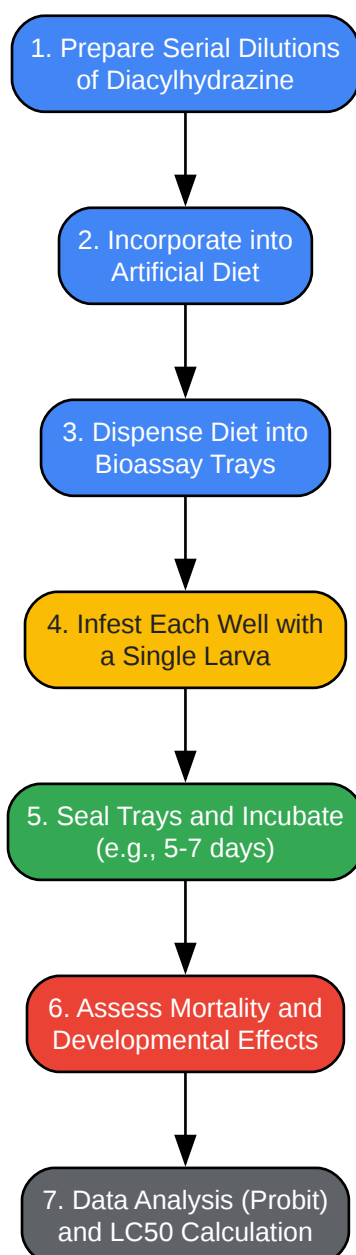 1. Prepare Serial Dilutions
of Diacylhydrazine
2. Incorporate into
Artificial Diet
3. Dispense Diet into
Bioassay Trays
4. Infest Each Well with
a Single Larva
5. Seal Trays and Incubate
(e.g., 5-7 days)
6. Assess Mortality and
Developmental Effects
7. Data Analysis (Probit)
and LC50 Calculation